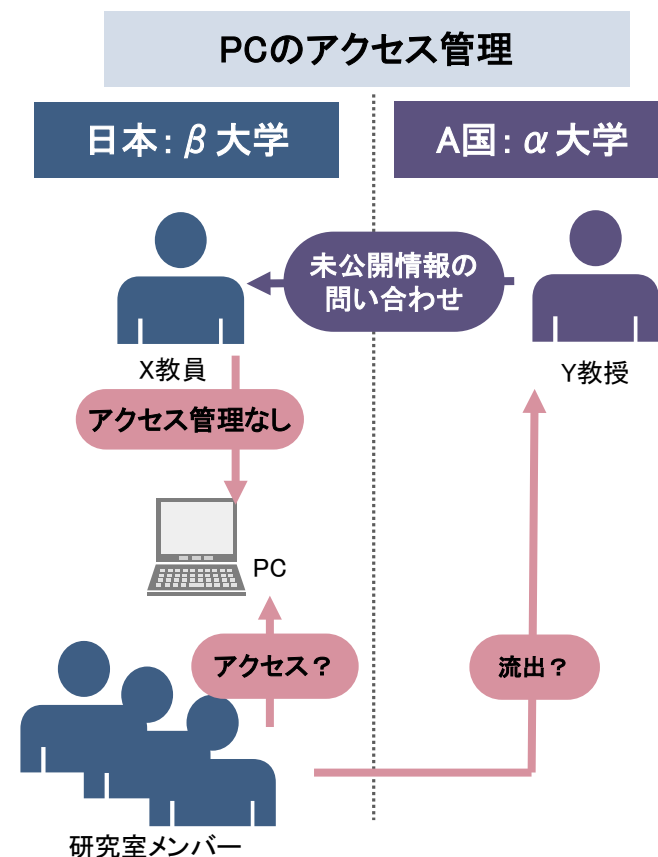 PCのアクセス管理
日本：β大学
A国：α大学
未公開情報の
問い合わせ
X教員
Y教授
アクセス管理なし
PC
アクセス？
流出？
研究室メンバー